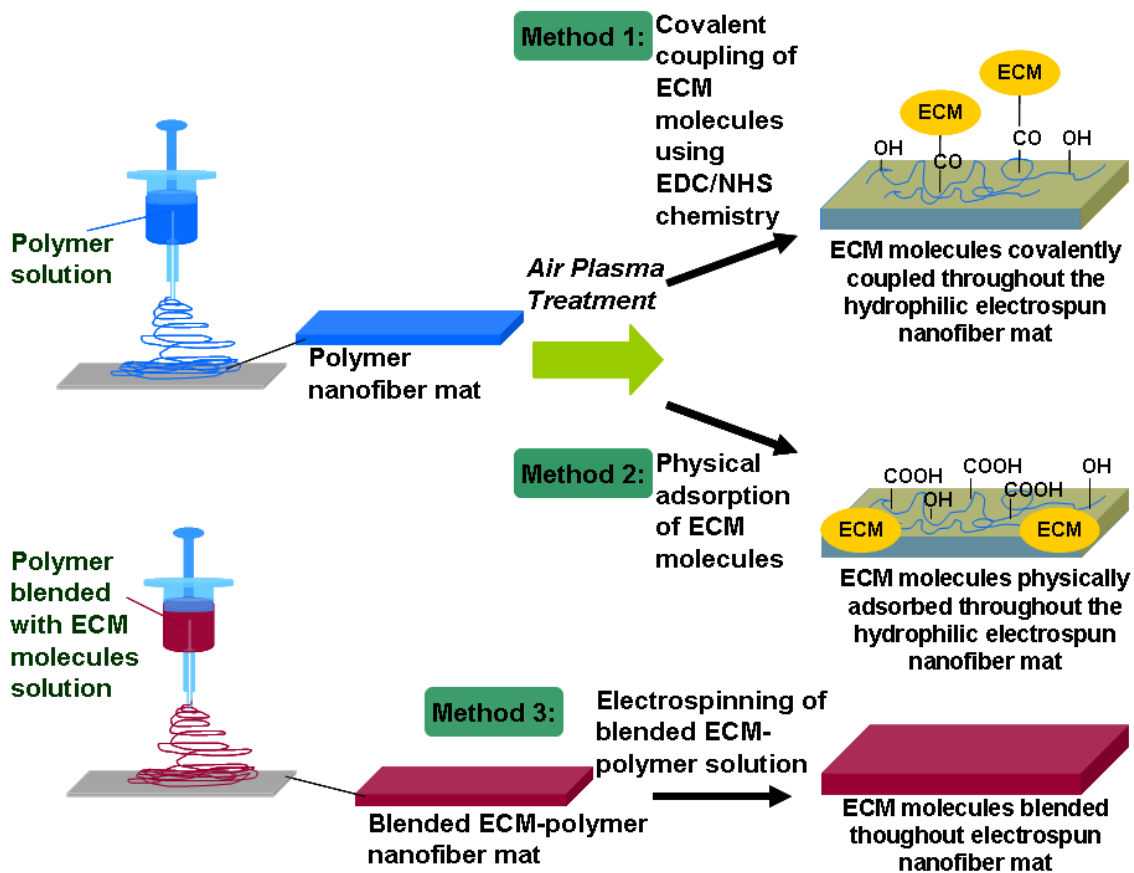 Method 1:
Covalent
coupling of
ECM
molecules
using
EDC/NHS
chemistry
ECM
ECM
OH
CO
CO
OH
ECM molecules covalently
coupled throughout the
hydrophilic electrospun
nanofiber mat
Polymer
solution
Air Plasma
Treatment
Polymer
nanofiber mat
Method 2:
Physical
adsorption
of ECM
molecules
COOH
COOH
OH
OH
COOH
ECM
ECM
ECM molecules physically
adsorbed throughout the
hydrophilic electrospun
nanofiber mat
Polymer
blended
with ECM
molecules
solution
Method 3:
Electrospinning of
blended ECM-
polymer solution
Blended ECM-polymer
nanofiber mat
ECM molecules blended
thoughout electrospun
nanofiber mat